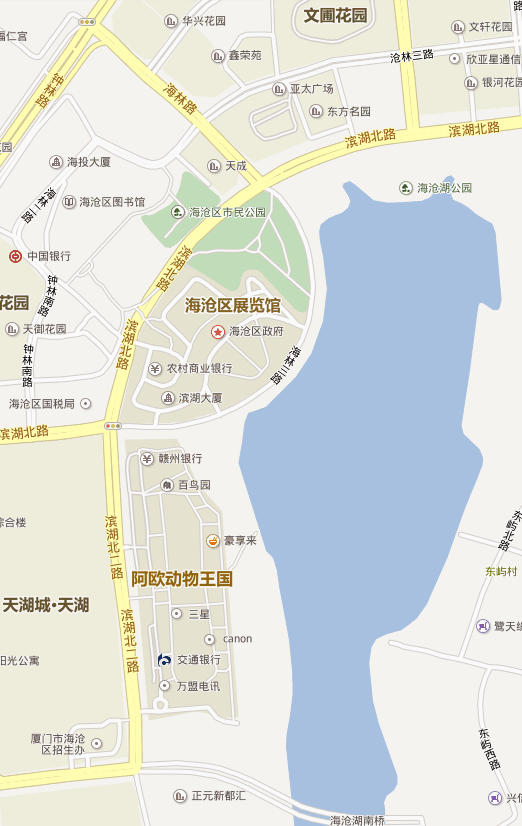 文圃花园
华兴花园
文轩花园
福仁宫
鑫荣苑
沧林三路
欣亚星通信
钟林路
海林路
亚太广场
银河花园
东方名园
滨湖北路
滨湖北路
海投大厦
天成
海沧湖公园
海林二路
海沧区图书馆
海沧区市民公园
中国银行
滨湖北路
钟林南路
花园
海沧区展览馆
天御花园
海沧区政府
滨湖北路
海林三路
钟林南路
农村商业银行
海沧区国税局
滨湖大厦
滨湖北路
赣州银行
百鸟园
综合楼
滨湖北二路
东屿北路
豪享来
阿欧动物王国
东屿村
天湖城·天湖
三星
滨湖北二路
canon
阳光公寓
交通银行
万盟电讯
厦门市海沧
区招生办
东屿西路
正元新都汇
海沧湖南桥